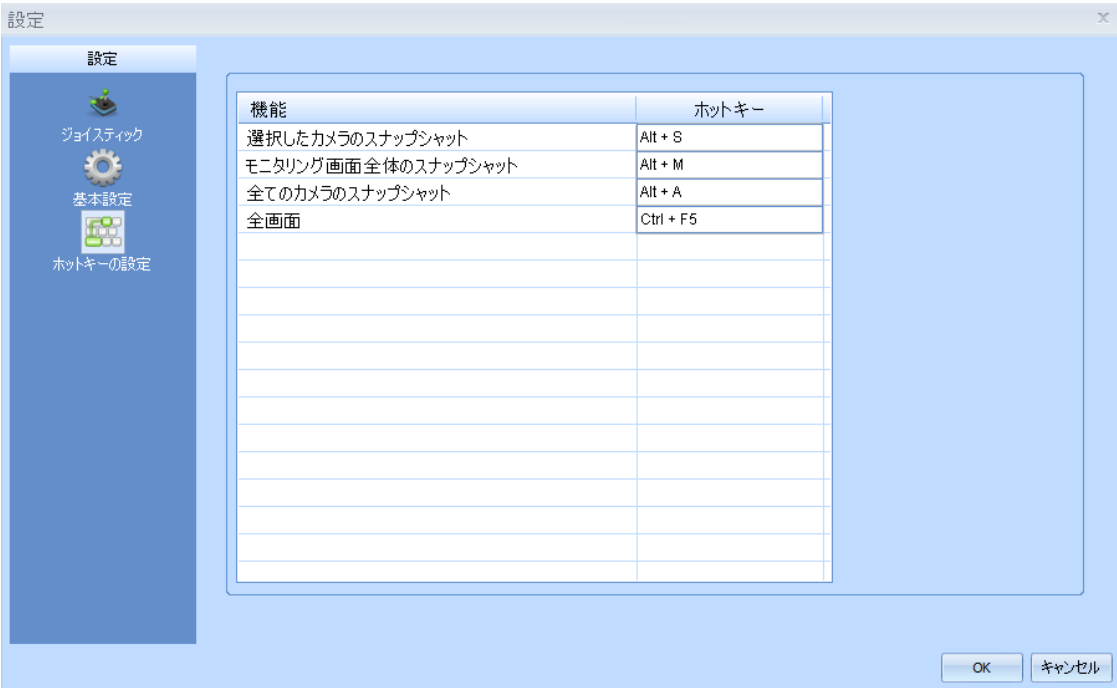 設定
設定
ジョイスティック
基本設定
ホットキーの設定
機能 ホットキー
選択したカメラのスナップシャット Alt + S
モニタリング画面全体のスナップシャット Alt + M
全てのカメラのスナップシャット Alt + A
全画面 Ctrl + F5
OK キャンセル